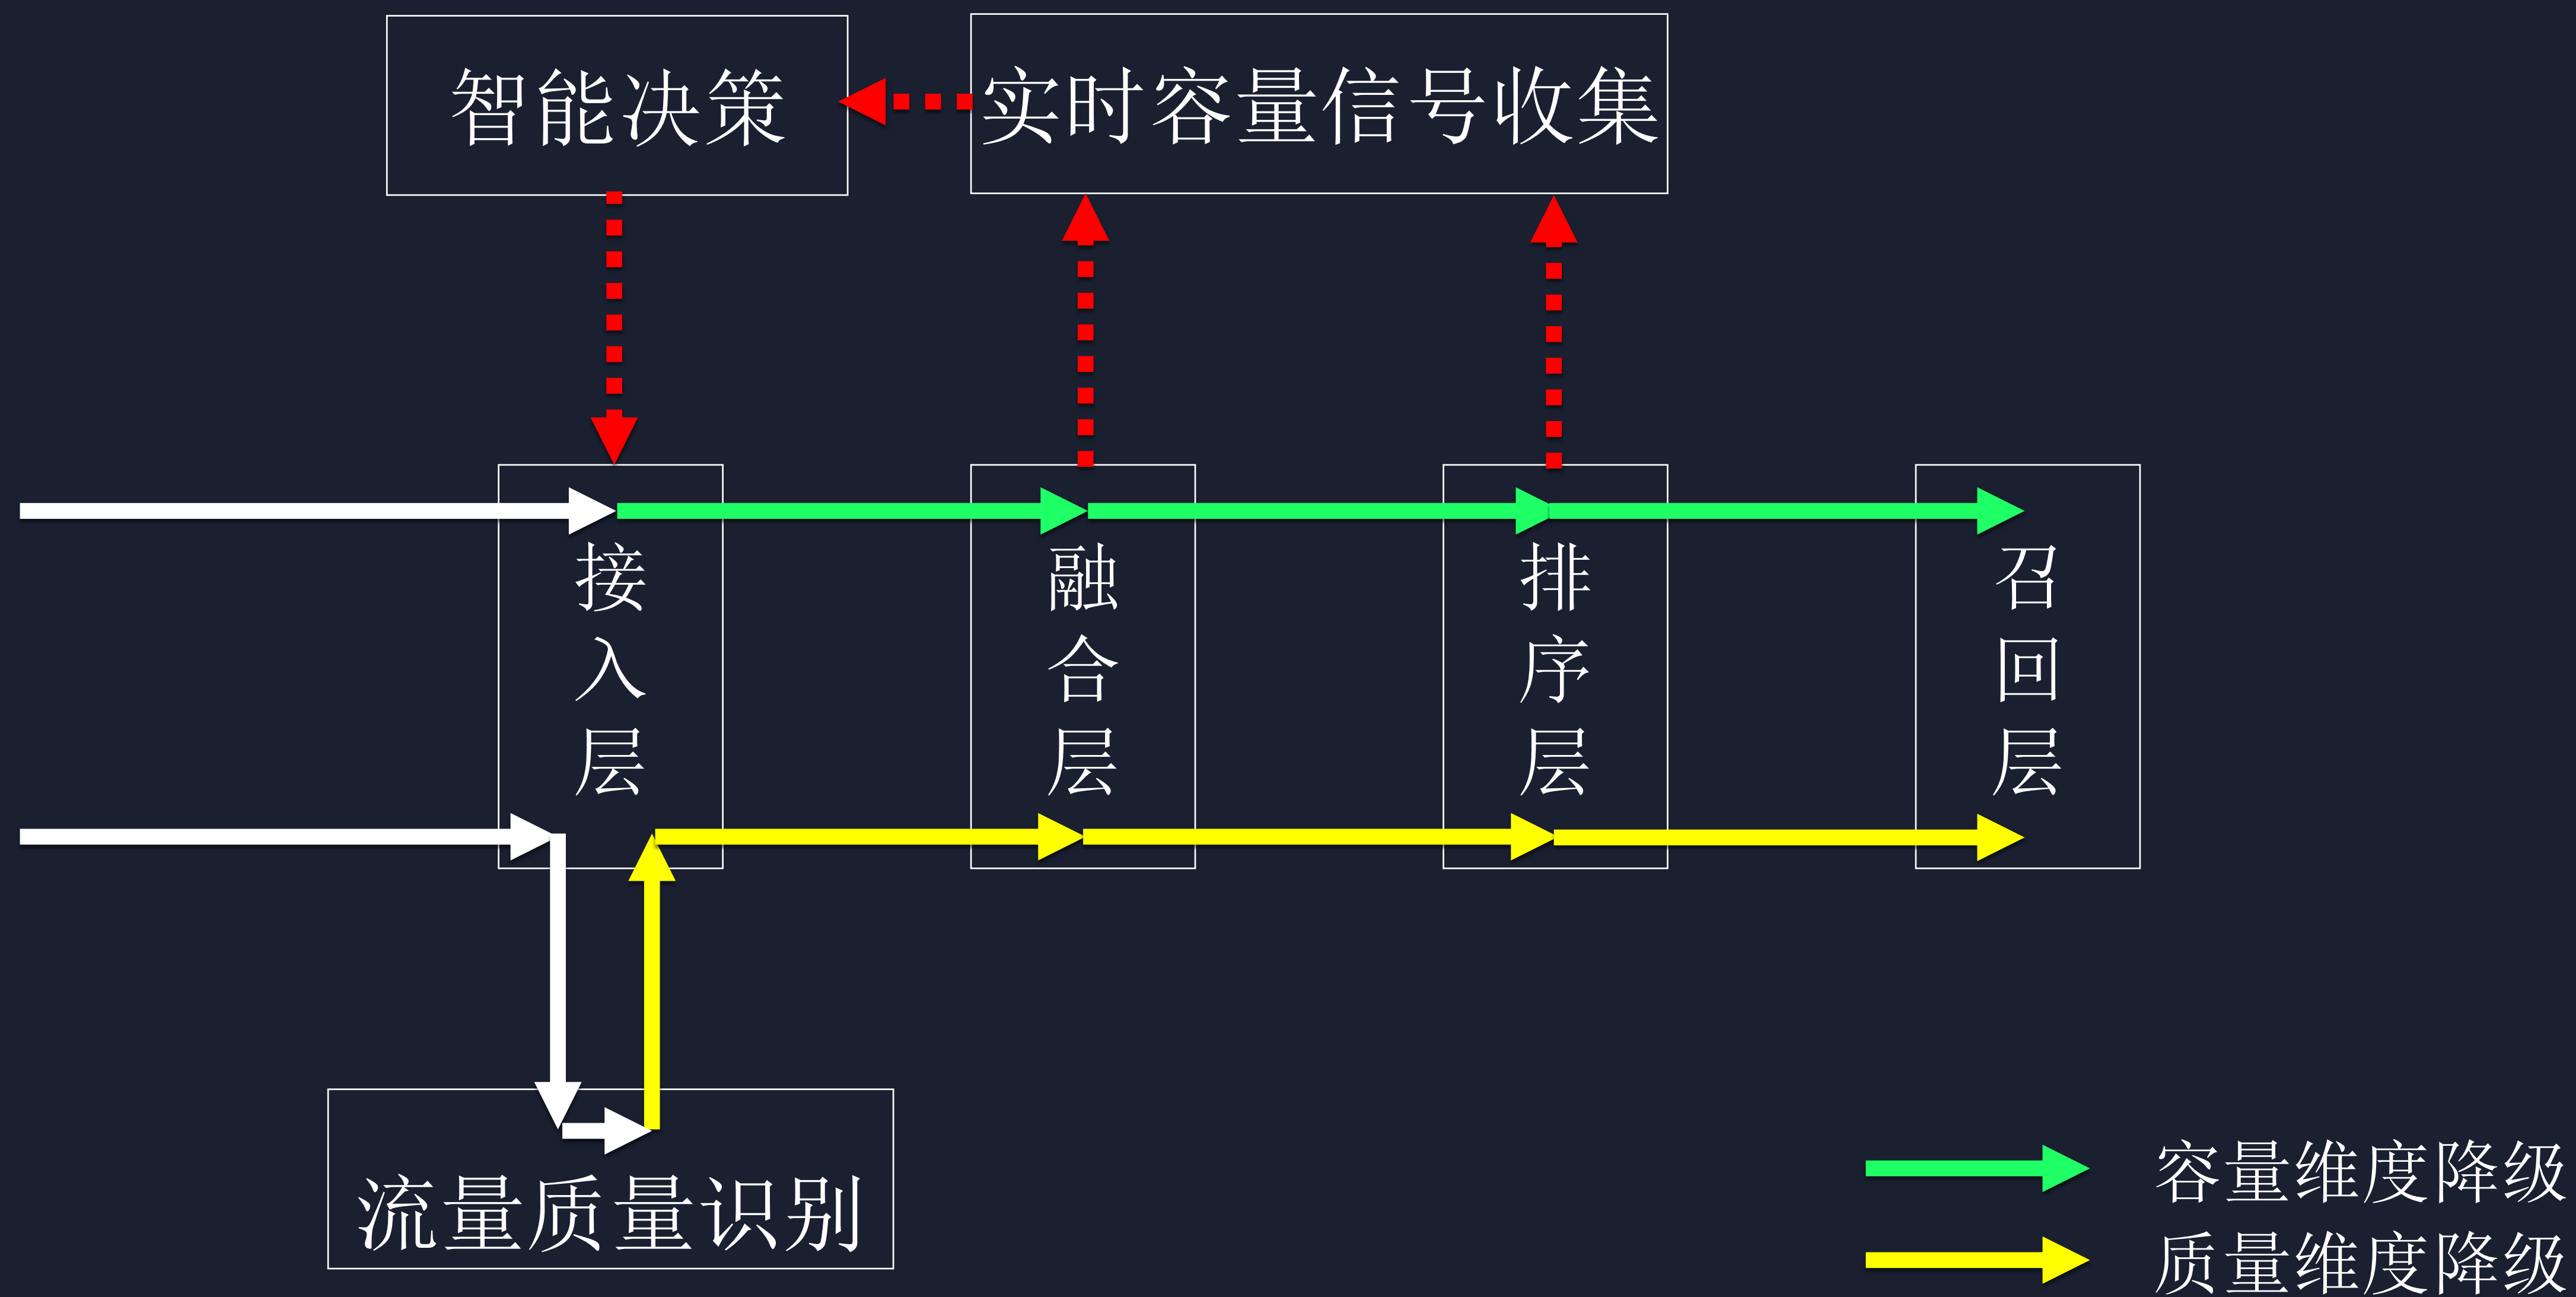 智能决策
实时容量信号收集
接入层
融合层
排序层
召回层
流量质量识别
容量维度降级
质量维度降级